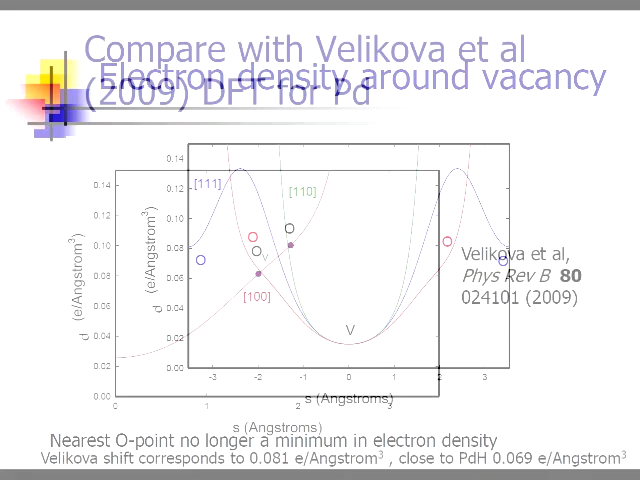 Compare with Velikova et al
Electron density around vacancy
(2009) DFT for Pd
0.14
0.12
0.10
0.08
0.06
0.04
0.02
0.00
0.14
0.12
0.10
0.08
0.06
0.04
0.02
0.00
(e/Angstrom³)
(e/Angstrom³)
[111]
[110]
[100]
O
O
O
O
V
O
O
V
-3 -2 -1 0 1 2 3
0 1 2
s (Angstroms)
s (Angstroms)
Velikova et al,
Phys Rev B 80
024101 (2009)
Nearest O-point no longer a minimum in electron density
Velikova shift corresponds to 0.081 e/Angstrom³ , close to PdH 0.069 e/Angstrom³